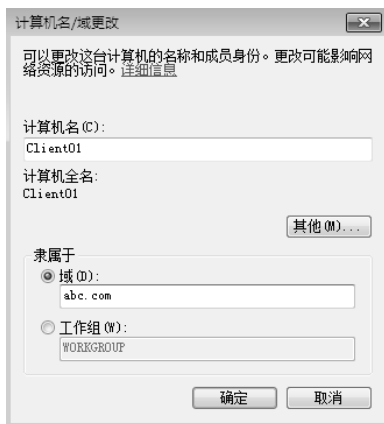 计算机名/域更改
可以更改这台计算机的名称和成员身份。更改可能影响网
络资源的访问。详细信息
计算机名(C):
Client01
计算机全名:
Client01
其他(M)...
隶属于
域(D):
abc.com
工作组(W):
WORKGROUP
确定
取消